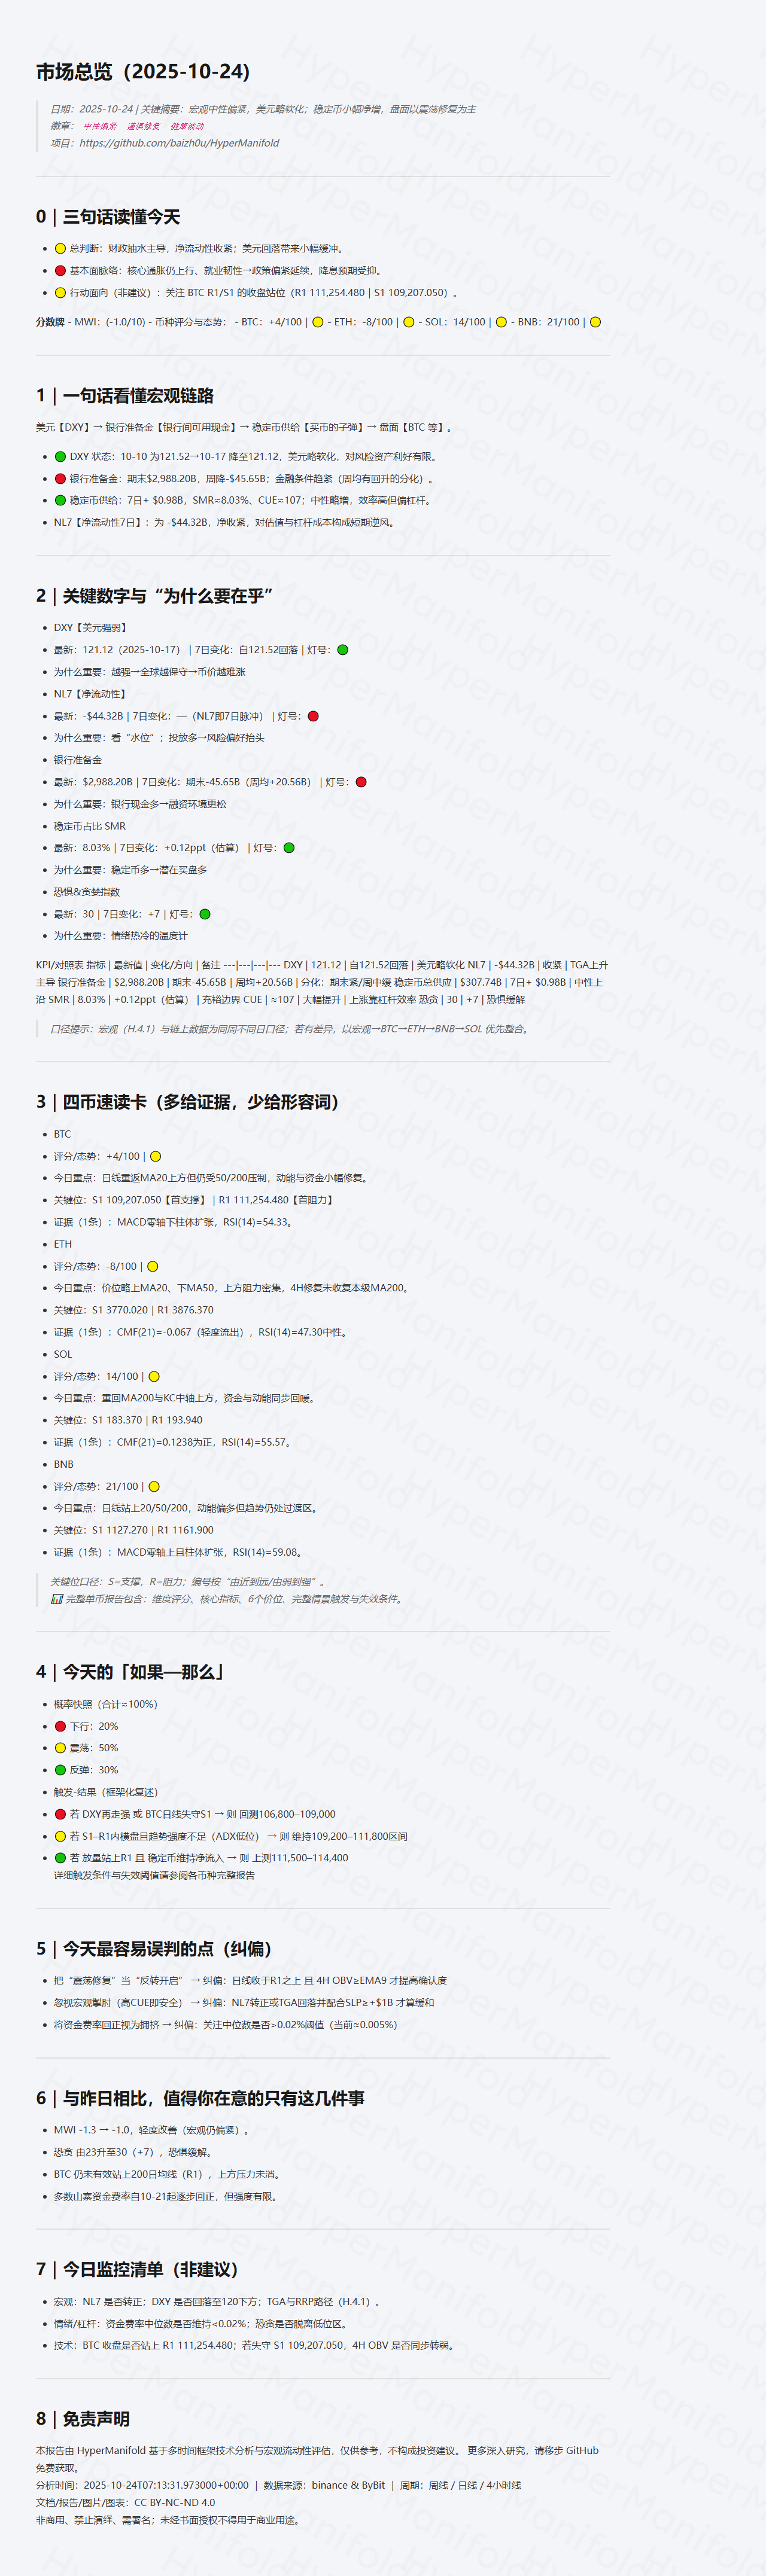 市场总览（2025-10-24）
日期：2025-10-24 | 关键摘要：宏观中性偏紧，美元略软化；稳定币小幅净增，盘面以震荡修复为主
徽章： 中性偏紧 谨慎修复 健康波动
项目：https://github.com/baizh0u/HyperManifold
0｜三句话读懂今天
• 🟡 总判断：财政抽水主导，净流动性收紧；美元回落带来小幅缓冲。
• 🔴 基本面脉络：核心通胀仍上行、就业韧性→政策偏紧延续，降息预期受抑。
• 🟡 行动面向（非建议）：关注 BTC R1/S1 的收盘站位（R1 111,254.480｜S1 109,207.050）。
分数牌 - MWI：(-1.0/10) - 币种评分与态势： - BTC：+4/100｜🟡 - ETH：-8/100｜🟡 - SOL：14/100｜🟡 - BNB：21/100｜🟡
1｜一句话看懂宏观链路
美元【DXY】→ 银行准备金【银行间可用现金】→ 稳定币供给【买币的子弹】→ 盘面【BTC 等】。
• 🟢 DXY 状态：10-10 为121.52→10-17 降至121.12，美元略软化，对风险资产利好有限。
• 🔴 银行准备金：期末$2,988.20B，周降-$45.65B；金融条件趋紧（周均有回升的分化）。
• 🟢 稳定币供给：7日+ $0.98B，SMR≈8.03%、CUE≈107；中性略增，效率高但偏杠杆。
• NL7【净流动性7日】：为 -$44.32B，净收紧，对估值与杠杆成本构成短期逆风。
2｜关键数字与“为什么要在乎”
• DXY【美元强弱】
• 最新：121.12（2025-10-17）｜7日变化：自121.52回落｜灯号：🟢
• 为什么重要：越强→全球越保守→币价越难涨
• NL7【净流动性】
• 最新：-$44.32B｜7日变化：—（NL7即7日脉冲）｜灯号：🔴
• 为什么重要：看“水位”；投放多→风险偏好抬头
• 银行准备金
• 最新：$2,988.20B｜7日变化：期末-45.65B（周均+20.56B）｜灯号：🔴
• 为什么重要：银行现金多→融资环境更松
• 稳定币占比 SMR
• 最新：8.03%｜7日变化：+0.12ppt（估算）｜灯号：🟢
• 为什么重要：稳定币多→潜在买盘多
• 恐惧&贪婪指数
• 最新：30｜7日变化：+7｜灯号：🟢
• 为什么重要：情绪热冷的温度计
KPI/对照表 指标 | 最新值 | 变化/方向 | 备注 ---|---|---|--- DXY | 121.12 | 自121.52回落 | 美元略软化 NL7 | -$44.32B | 收紧 | TGA上升
主导 银行准备金 | $2,988.20B | 期末-45.65B | 周均+20.56B | 分化：期末紧/周中缓 稳定币总供应 | $307.74B | 7日+ $0.98B | 中性上
沿 SMR | 8.03% | +0.12ppt（估算） | 充裕边界 CUE | ≈107 | 大幅提升 | 上涨靠杠杆效率 恐贪 | 30 | +7 | 恐惧缓解
口径提示：宏观（H.4.1）与链上数据为同周不同日口径；若有差异，以宏观→BTC→ETH→BNB→SOL 优先整合。
3｜四币速读卡（多给证据，少给形容词）
• BTC
• 评分/态势：+4/100｜🟡
• 今日重点：日线重返MA20上方但仍受50/200压制，动能与资金小幅修复。
• 关键位：S1 109,207.050【首支撑】｜R1 111,254.480【首阻力】
• 证据（1条）：MACD零轴下柱体扩张，RSI(14)=54.33。
• ETH
• 评分/态势：-8/100｜🟡
• 今日重点：价位略上MA20、下MA50，上方阻力密集，4H修复未收复本级MA200。
• 关键位：S1 3770.020｜R1 3876.370
• 证据（1条）：CMF(21)=-0.067（轻度流出），RSI(14)=47.30中性。
• SOL
• 评分/态势：14/100｜🟡
• 今日重点：重回MA200与KC中轴上方，资金与动能同步回暖。
• 关键位：S1 183.370｜R1 193.940
• 证据（1条）：CMF(21)=0.1238为正，RSI(14)=55.57。
• BNB
• 评分/态势：21/100｜🟡
• 今日重点：日线站上20/50/200，动能偏多但趋势仍处过渡区。
• 关键位：S1 1127.270｜R1 1161.900
• 证据（1条）：MACD零轴上且柱体扩张，RSI(14)=59.08。
关键位口径：S=支撑，R=阻力；编号按“由近到远/由弱到强”。
📊 完整单币报告包含：维度评分、核心指标、6个价位、完整情景触发与失效条件。
4｜今天的「如果—那么」
• 概率快照（合计≈100%）
• 🔴 下行：20%
• 🟡 震荡：50%
• 🟢 反弹：30%
• 触发-结果（框架化复述）
• 🔴 若 DXY再走强 或 BTC日线失守S1 → 则 回测106,800–109,000
• 🟡 若 S1–R1内横盘且趋势强度不足（ADX低位） → 则 维持109,200–111,800区间
• 🟢 若 放量站上R1 且 稳定币维持净流入 → 则 上测111,500–114,400
详细触发条件与失效阈值请参阅各币种完整报告
5｜今天最容易误判的点（纠偏）
• 把“震荡修复”当“反转开启” → 纠偏：日线收于R1之上 且 4H OBV≥EMA9 才提高确认度
• 忽视宏观掣肘（高CUE即安全） → 纠偏：NL7转正或TGA回落并配合SLP≥+$1B 才算缓和
• 将资金费率回正视为拥挤 → 纠偏：关注中位数是否>0.02%阈值（当前≈0.005%）
6｜与昨日相比，值得你在意的只有这几件事
• MWI -1.3 → -1.0，轻度改善（宏观仍偏紧）。
• 恐贪 由23升至30（+7），恐惧缓解。
• BTC 仍未有效站上200日均线（R1），上方压力未消。
• 多数山寨资金费率自10-21起逐步回正，但强度有限。
7｜今日监控清单（非建议）
• 宏观：NL7 是否转正；DXY 是否回落至120下方；TGA与RRP路径（H.4.1）。
• 情绪/杠杆：资金费率中位数是否维持<0.02%；恐贪是否脱离低位区。
• 技术：BTC 收盘是否站上 R1 111,254.480；若失守 S1 109,207.050，4H OBV 是否同步转弱。
8｜免责声明
本报告由 HyperManifold 基于多时间框架技术分析与宏观流动性评估，仅供参考，不构成投资建议。 更多深入研究，请移步 GitHub
免费获取。
分析时间：2025-10-24T07:13:31.973000+00:00 ｜ 数据来源：binance & ByBit ｜ 周期：周线 / 日线 / 4小时线
文档/报告/图片/图表：CC BY-NC-ND 4.0
非商用、禁止演绎、需署名；未经书面授权不得用于商业用途。